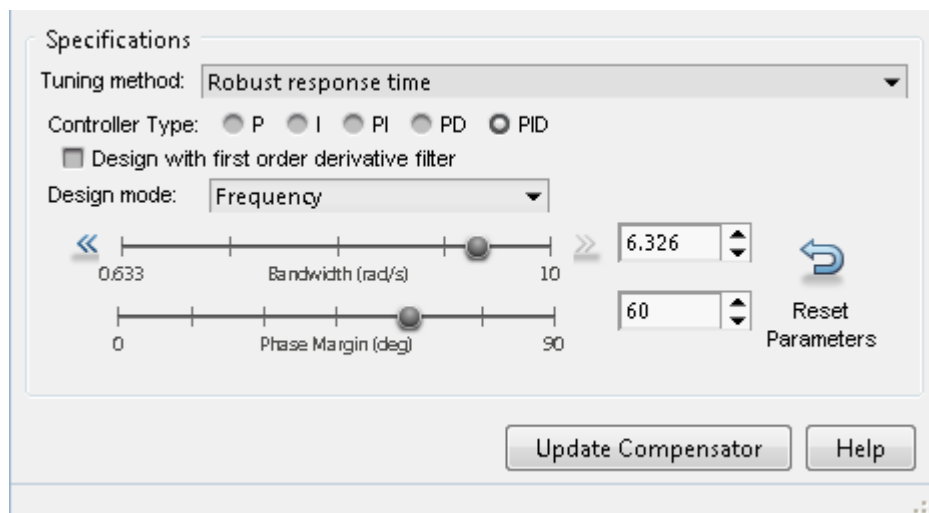 Specifications
Tuning method: Robust response time
Controller Type: P I PI PD PID
Design with first order derivative filter
Design mode: Frequency
6.326
0.633 Bandwidth (rad/s) 10
60
0 Phase Margin (deg) 90
Reset
Parameters
Update Compensator Help